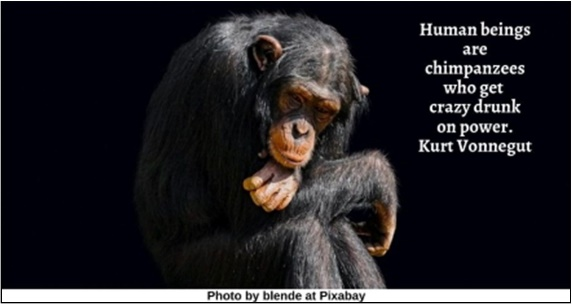 Human beings
are
chimpanzees
who get
crazy drunk
on power.
Kurt Vonnegut
Photo by blende at Pixabay